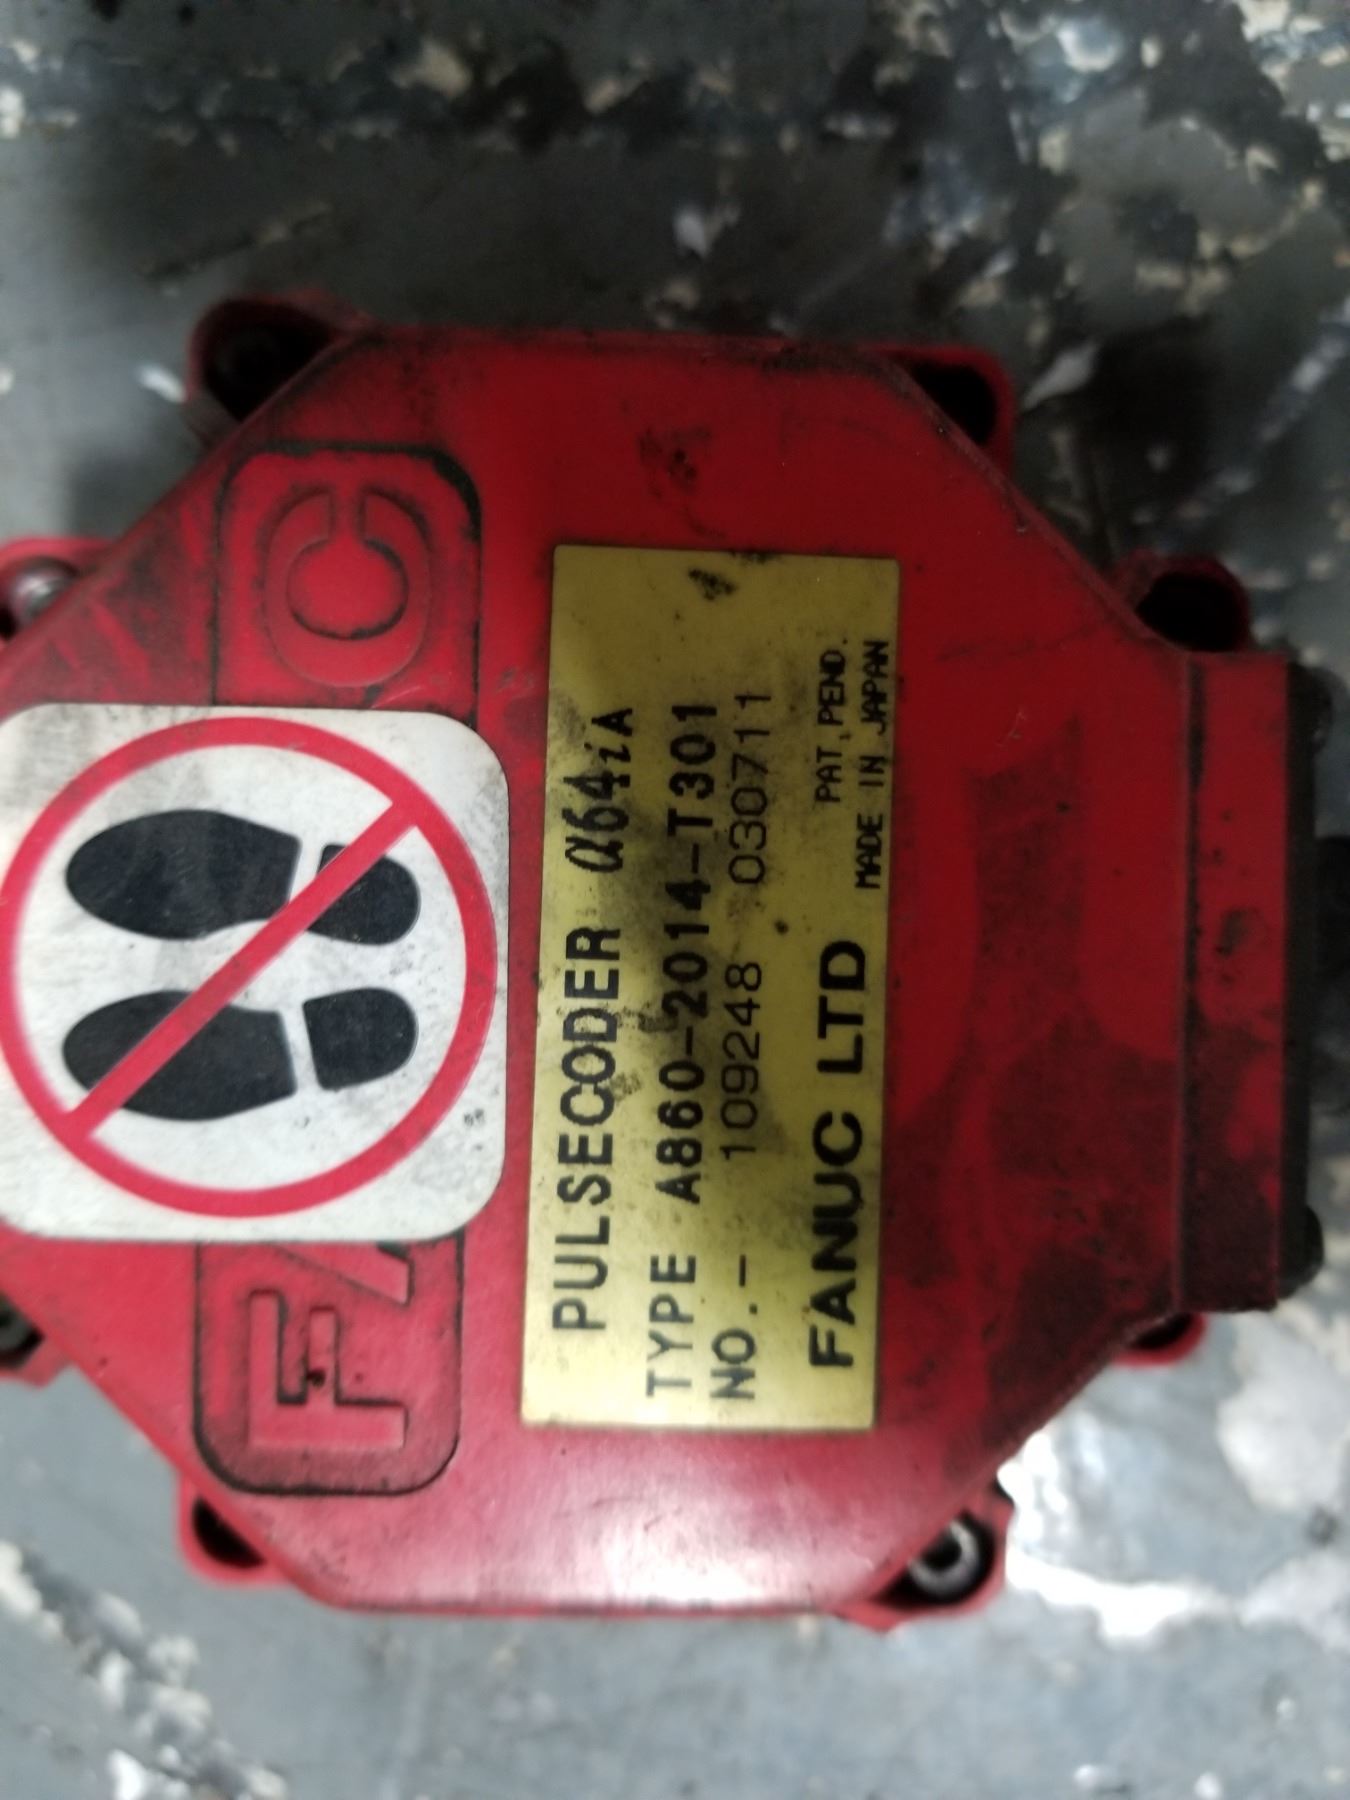 PULSECODER α64iA
TYPE A860-2014-T301
NO.- 109248 030711
PAT. PEND.
FANUC LTD MADE IN JAPAN